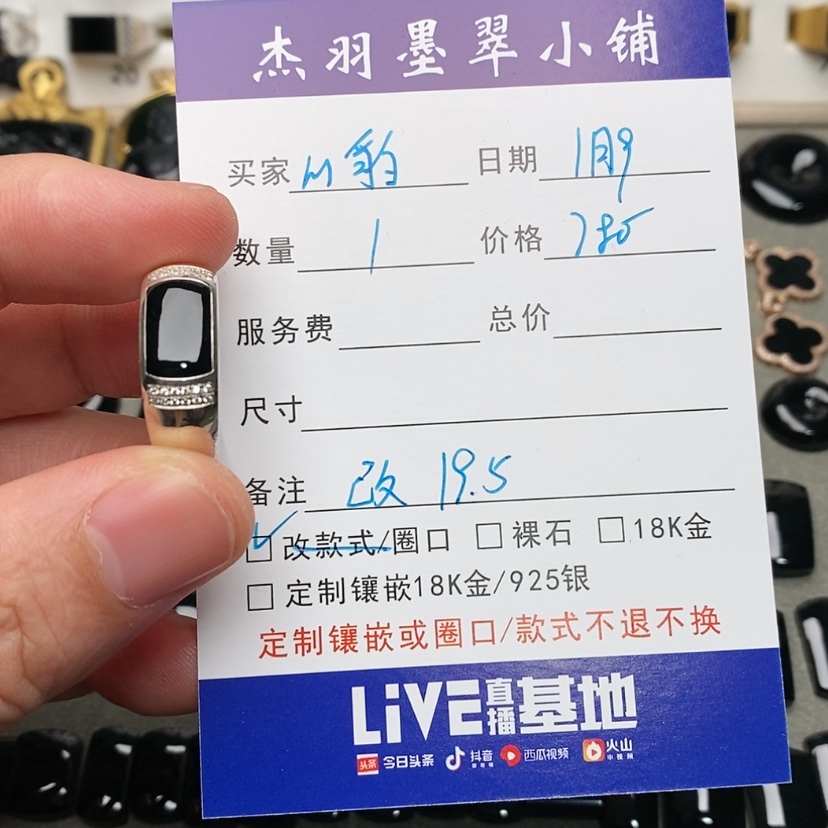 杰羽墨翠小铺
买家 小豹 日期 1月9
数量 1 价格 780
服务费 总价
尺寸
备注 改 19.5
改款式/圈口 裸石 18K金
定制镶嵌18K金/925银
定制镶嵌或圈口/款式不退不换
LiVE直播基地
头条 今日头条 抖音 西瓜视频 火山